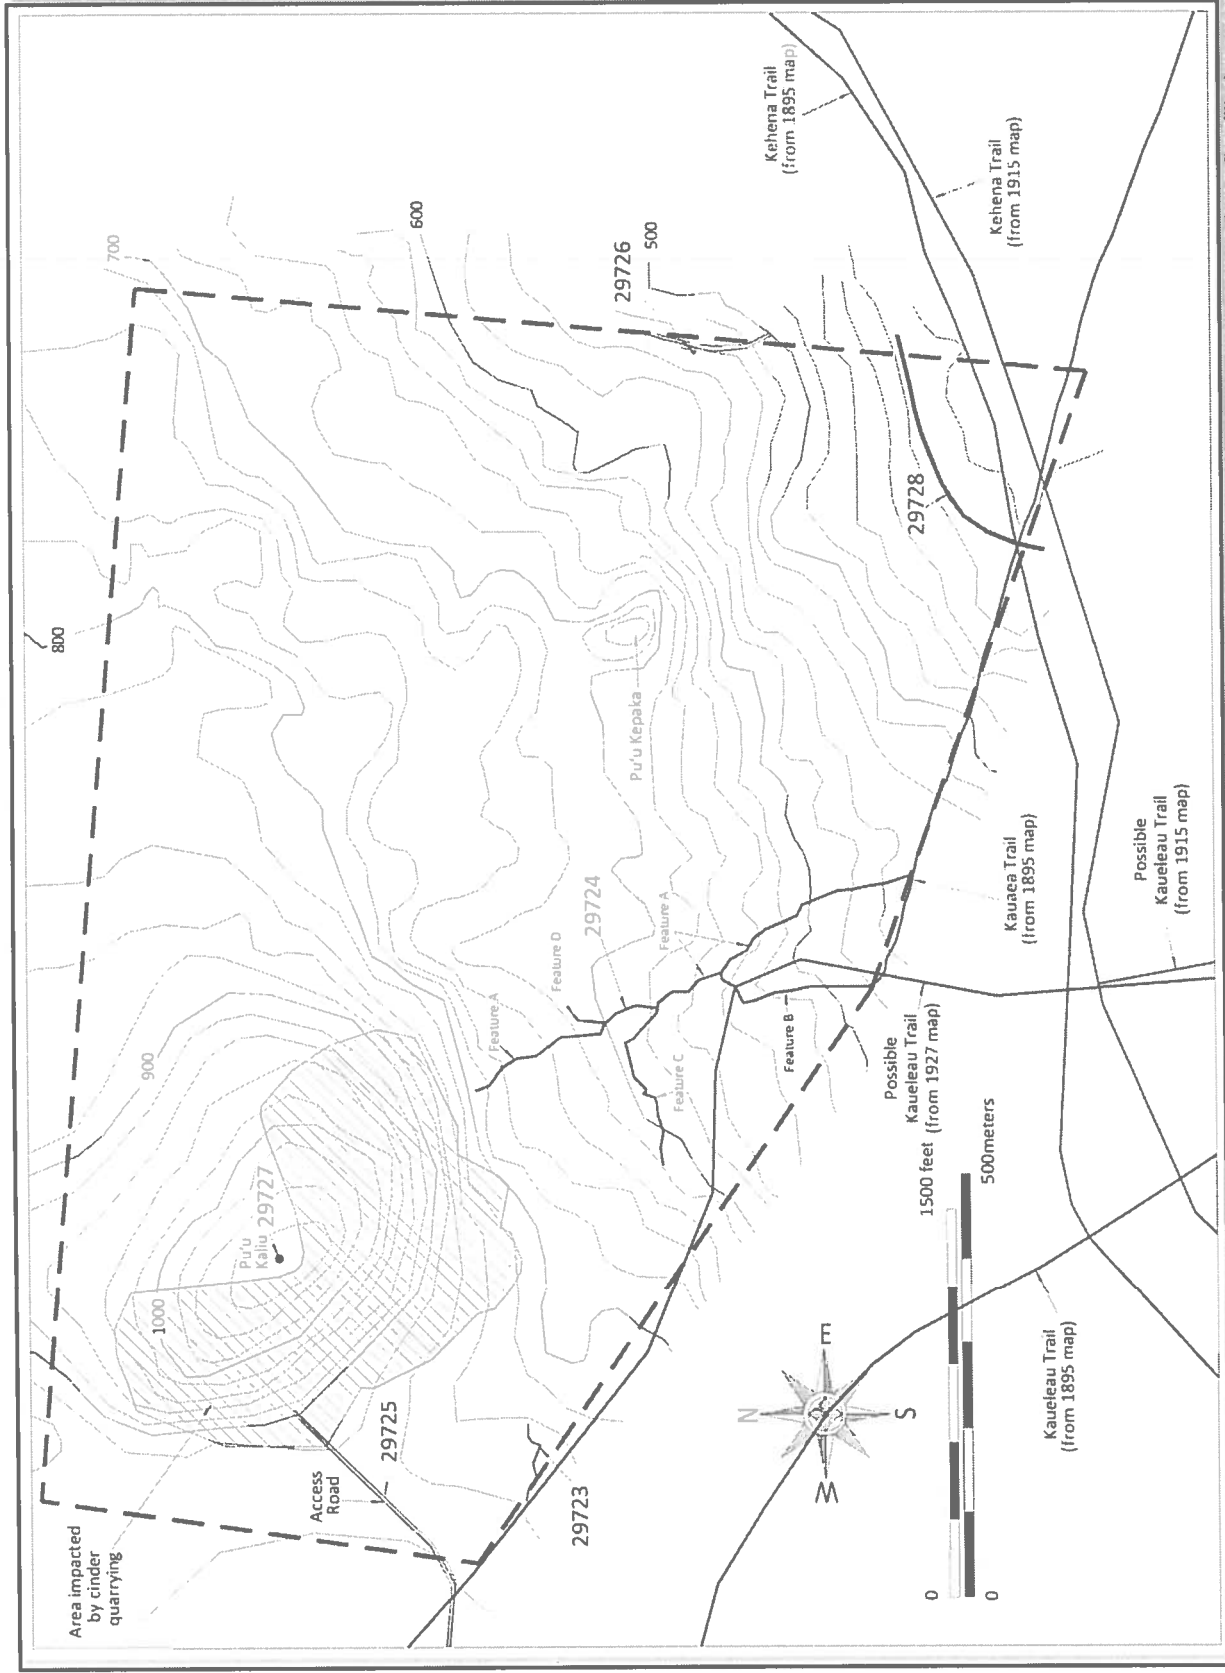 700
600
500
29726
800
Kehena Trail
(from 1895 map)
Kehena Trail
(from 1915 map)
29728
Pu'u Kepaka
29724
Feature A
Feature D
Feature A
Feature C
Feature B
Kauaea Trail
(from 1895 map)
Possible
Kaueleau Trail
(from 1915 map)
Possible
Kaueleau Trail
(from 1927 map)
900
Pu'u
Kaliu 29727
1000
29725
Access
Road
Area impacted
by cinder
quarrying
29723
1500 feet
500meters
0
0
N
E
S
W
Kaueleau Trail
(from 1895 map)